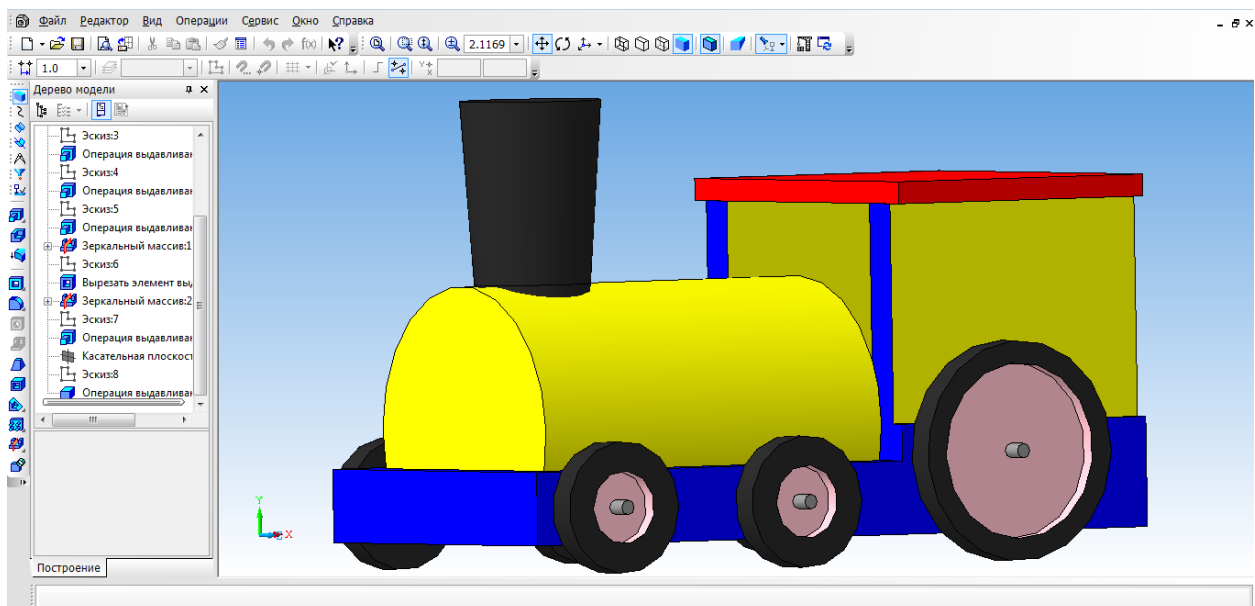 Файл Редактор Вид Операции Сервис Окно Справка
2.1169
1.0
Дерево модели
Эскиз:3
Операция выдавливан
Эскиз:4
Операция выдавливан
Эскиз:5
Операция выдавливан
Зеркальный массив:1
Эскиз:6
Вырезать элемент выд
Зеркальный массив:2
Эскиз:7
Операция выдавливан
Касательная плоскост
Эскиз:8
Операция выдавливан
Y
X
Построение